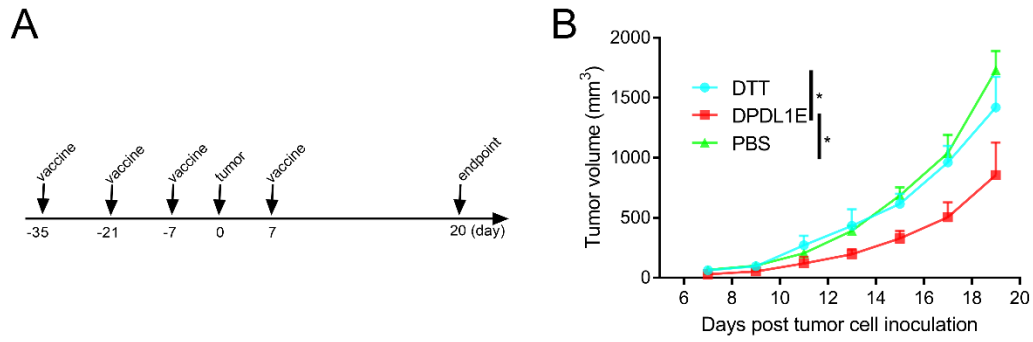 A
vaccine
vaccine
vaccine
tumor
vaccine
endpoint
-35
-21
-7
0
7
20 (day)
B
Tumor volume (mm³)
2000
1500
1000
500
0
DTT
DPDL1E
PBS
*
*
6 8 10 12 14 16 18 20
Days post tumor cell inoculation